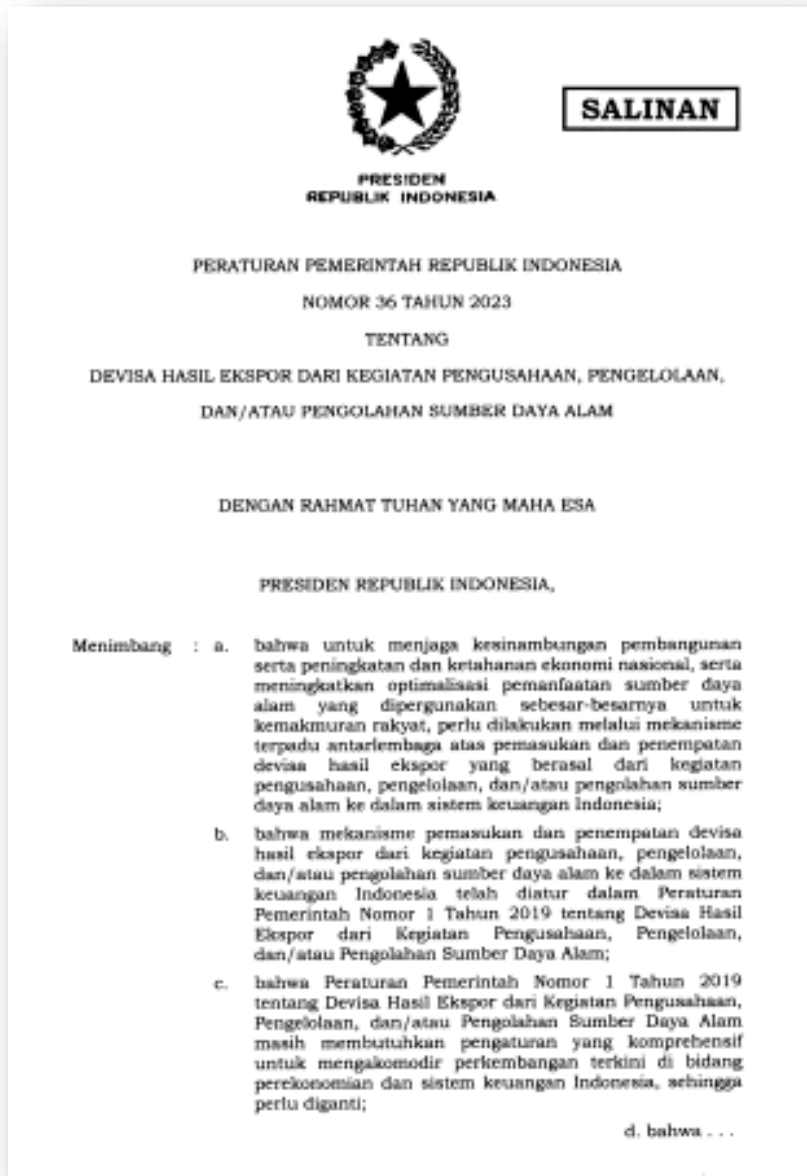 SALINAN
PRESIDEN
REPUBLIK INDONESIA
PERATURAN PEMERINTAH REPUBLIK INDONESIA
NOMOR 36 TAHUN 2023
TENTANG
DEVISA HASIL EKSPOR DARI KEGIATAN PENGUSAHAAN, PENGELOLAAN,
DAN/ATAU PENGOLAHAN SUMBER DAYA ALAM
DENGAN RAHMAT TUHAN YANG MAHA ESA
PRESIDEN REPUBLIK INDONESIA,
Menimbang : a. bahwa untuk menjaga kesinambungan pembangunan
serta peningkatan dan ketahanan ekonomi nasional, serta
meningkatkan optimalisasi pemanfaatan sumber daya
alam yang dipergunakan sebesar-besarnya untuk
kemakmuran rakyat, perlu dilakukan melalui mekanisme
terpadu antarlembaga atas pemasukan dan penempatan
devisa hasil ekspor yang berasal dari kegiatan
pengusahaan, pengelolaan, dan/atau pengolahan sumber
daya alam ke dalam sistem keuangan Indonesia;
b. bahwa mekanisme pemasukan dan penempatan devisa
hasil ekspor dari kegiatan pengusahaan, pengelolaan,
dan/atau pengolahan sumber daya alam ke dalam sistem
keuangan Indonesia telah diatur dalam Peraturan
Pemerintah Nomor 1 Tahun 2019 tentang Devisa Hasil
Ekspor dari Kegiatan Pengusahaan, Pengelolaan,
dan/atau Pengolahan Sumber Daya Alam;
c. bahwa Peraturan Pemerintah Nomor 1 Tahun 2019
tentang Devisa Hasil Ekspor dari Kegiatan Pengusahaan,
Pengelolaan, dan/atau Pengolahan Sumber Daya Alam
masih membutuhkan pengaturan yang komprehensif
untuk mengakomodir perkembangan terkini di bidang
perekonomian dan sistem keuangan Indonesia, sehingga
perlu diganti;
d. bahwa . . .